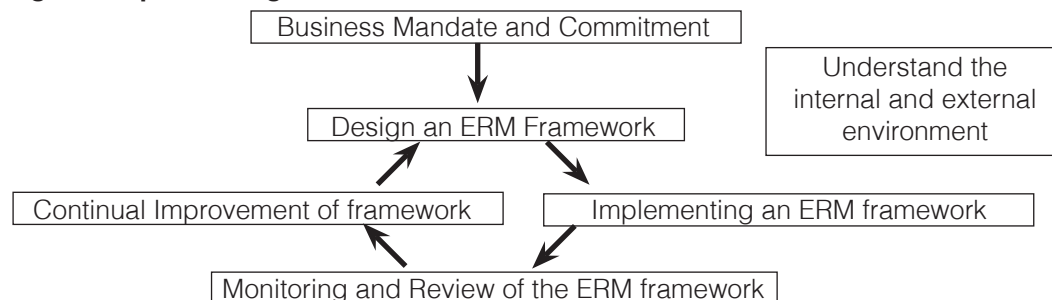 Business Mandate and Commitment
Understand the
internal and external
environment
Design an ERM Framework
Continual Improvement of framework
Implementing an ERM framework
Monitoring and Review of the ERM framework